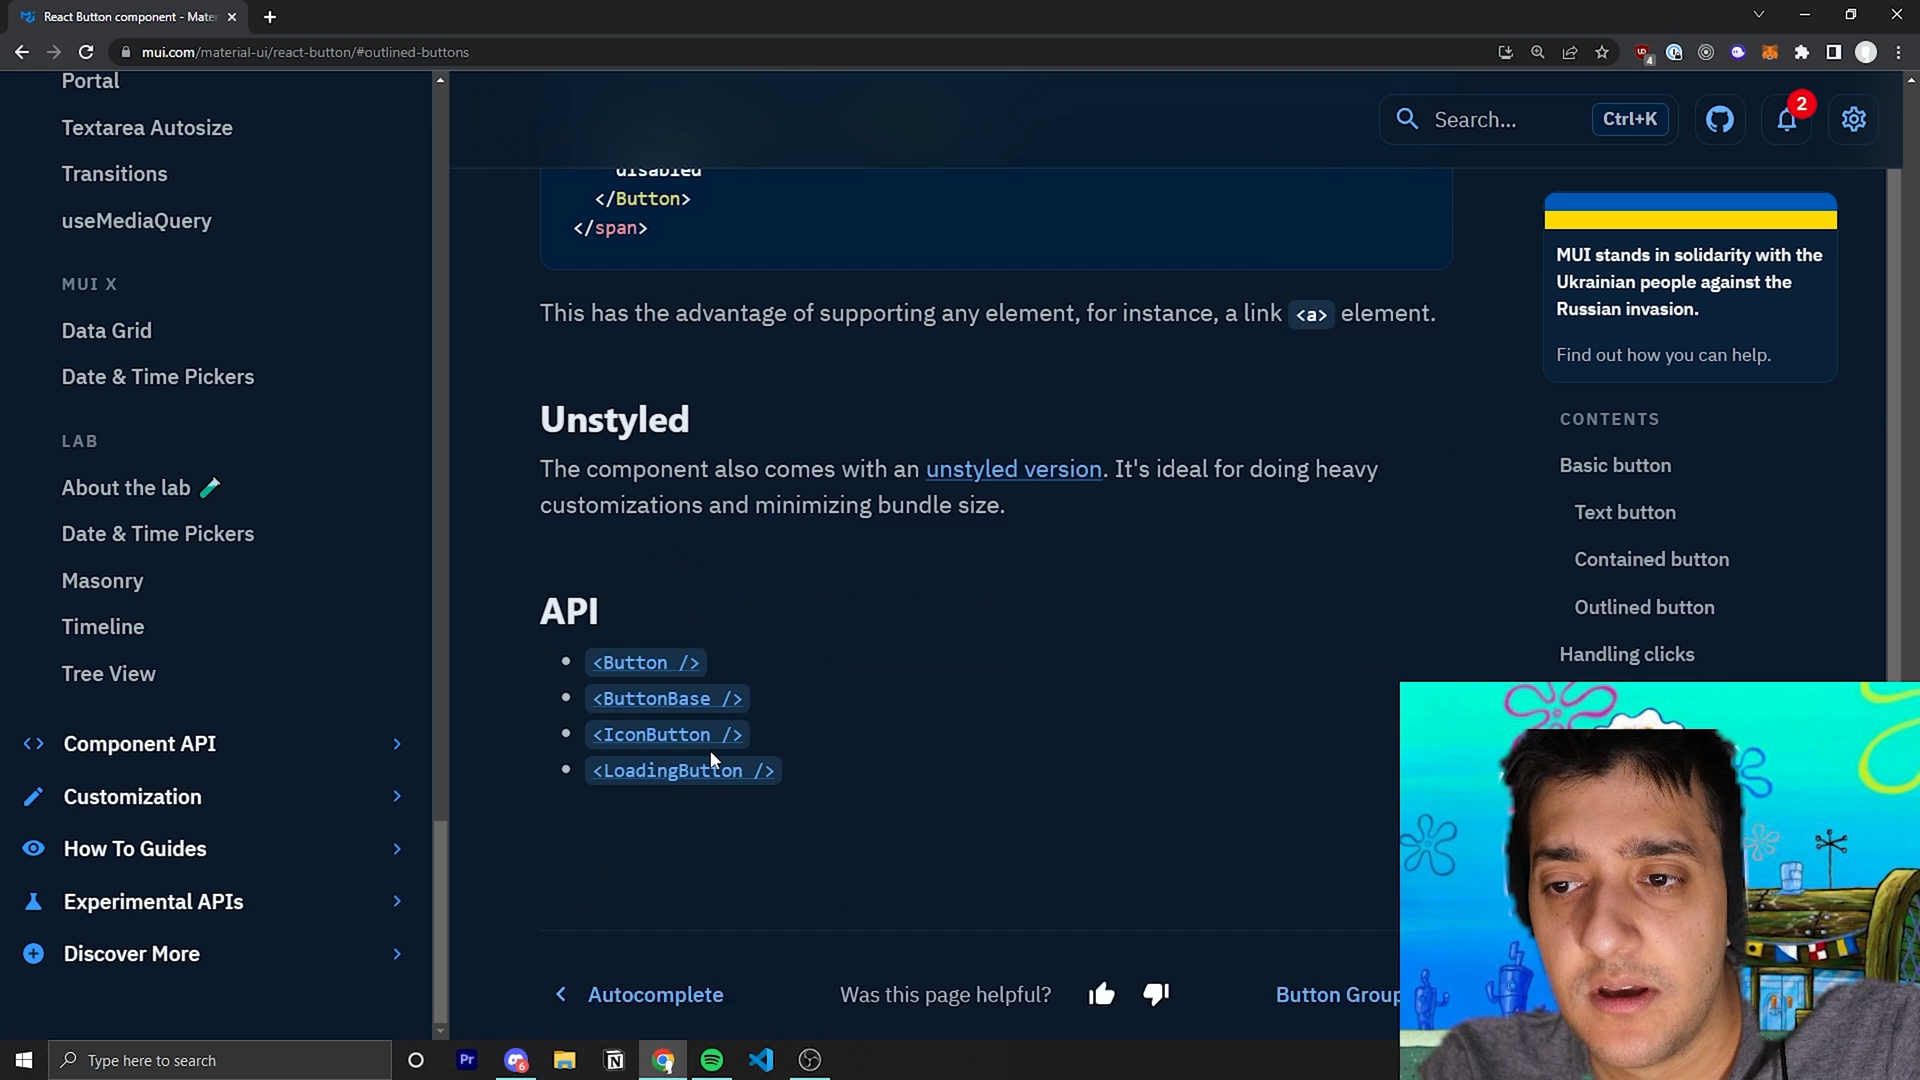 React Button component - Mater
mui.com/material-ui/react-button/#outlined-buttons
4
Portal
Textarea Autosize
Transitions
useMediaQuery
MUI X
Data Grid
Date & Time Pickers
LAB
About the lab
Date & Time Pickers
Masonry
Timeline
Tree View
Component API
Customization
How To Guides
Experimental APIs
Discover More
Search... Ctrl+K
2
disabled
</Button>
</span>
This has the advantage of supporting any element, for instance, a link <a> element.
Unstyled
The component also comes with an unstyled version. It's ideal for doing heavy
customizations and minimizing bundle size.
API
<Button />
<ButtonBase />
<IconButton />
<LoadingButton />
Autocomplete
Was this page helpful?
Button Group
MUI stands in solidarity with the
Ukrainian people against the
Russian invasion.
Find out how you can help.
CONTENTS
Basic button
Text button
Contained button
Outlined button
Handling clicks
Type here to search
Pr
6